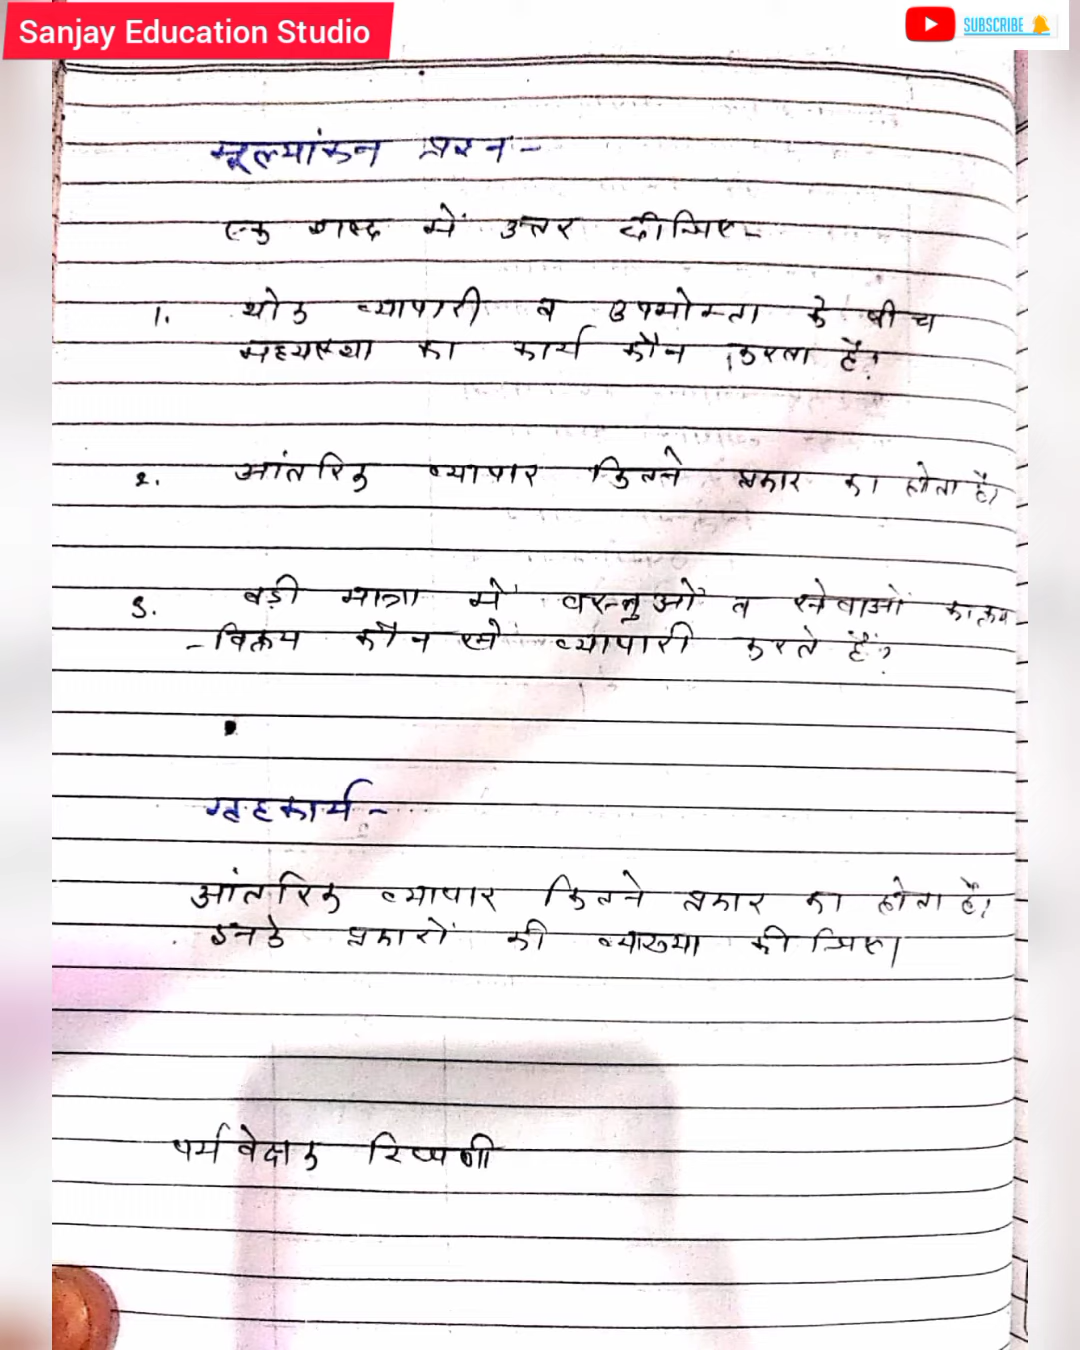 Sanjay Education Studio
SUBSCRIBE
मूल्यांकन प्रश्न-
एक शब्द में उत्तर दीजिए-
1. थोक व्यापारी व उपभोक्ता के बीच
मध्यस्था का कार्य कौन करता है?
2. आंतरिक व्यापार कितने प्रकार का होता है।
3. बड़ी मात्रा में वस्तुओं व सेवाओं का क्रय
- विक्रय कौन से व्यापारी करते हैं?
गृहकार्य-
आंतरिक व्यापार कितने प्रकार का होता है।
इनके प्रकारों की व्याख्या कीजिए।
पर्यवेक्षक टिप्पणी